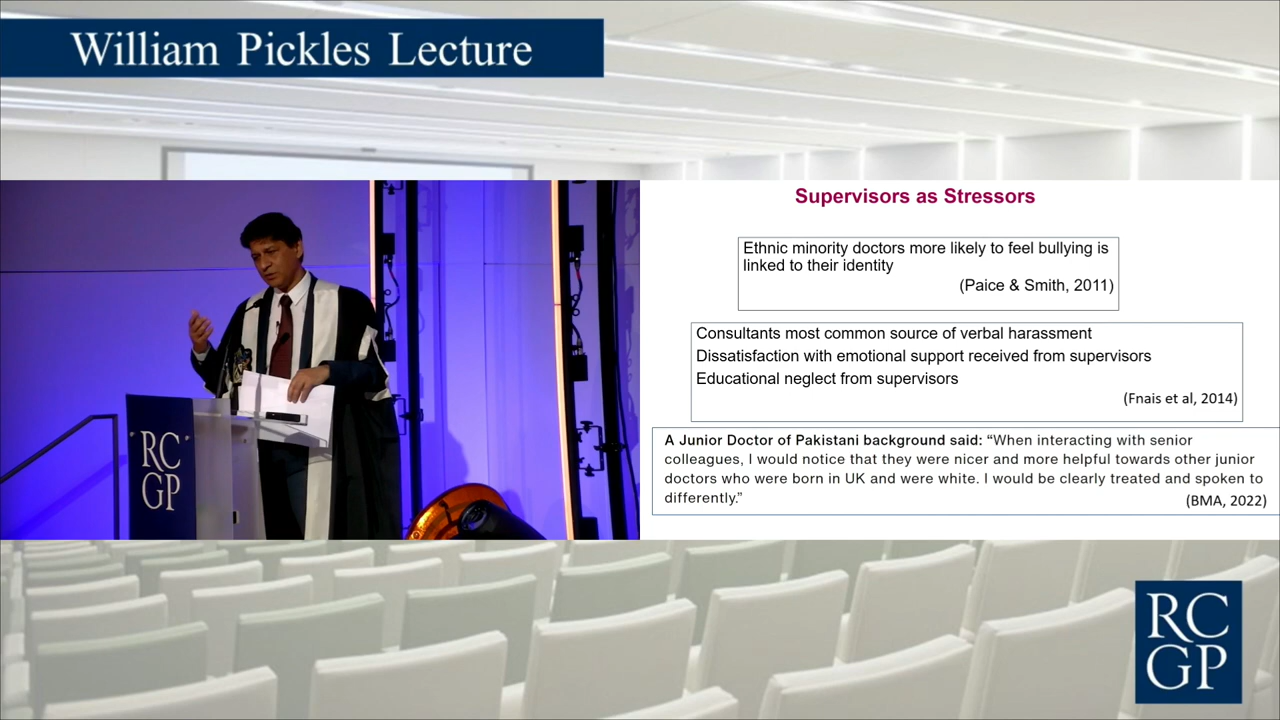 William Pickles Lecture
RC
GP
Supervisors as Stressors
Ethnic minority doctors more likely to feel bullying is
linked to their identity
(Paice & Smith, 2011)
Consultants most common source of verbal harassment
Dissatisfaction with emotional support received from supervisors
Educational neglect from supervisors
(Fnais et al, 2014)
A Junior Doctor of Pakistani background said: “When interacting with senior
colleagues, I would notice that they were nicer and more helpful towards other junior
doctors who were born in UK and were white. I would be clearly treated and spoken to
differently.”
(BMA, 2022)
RC
GP